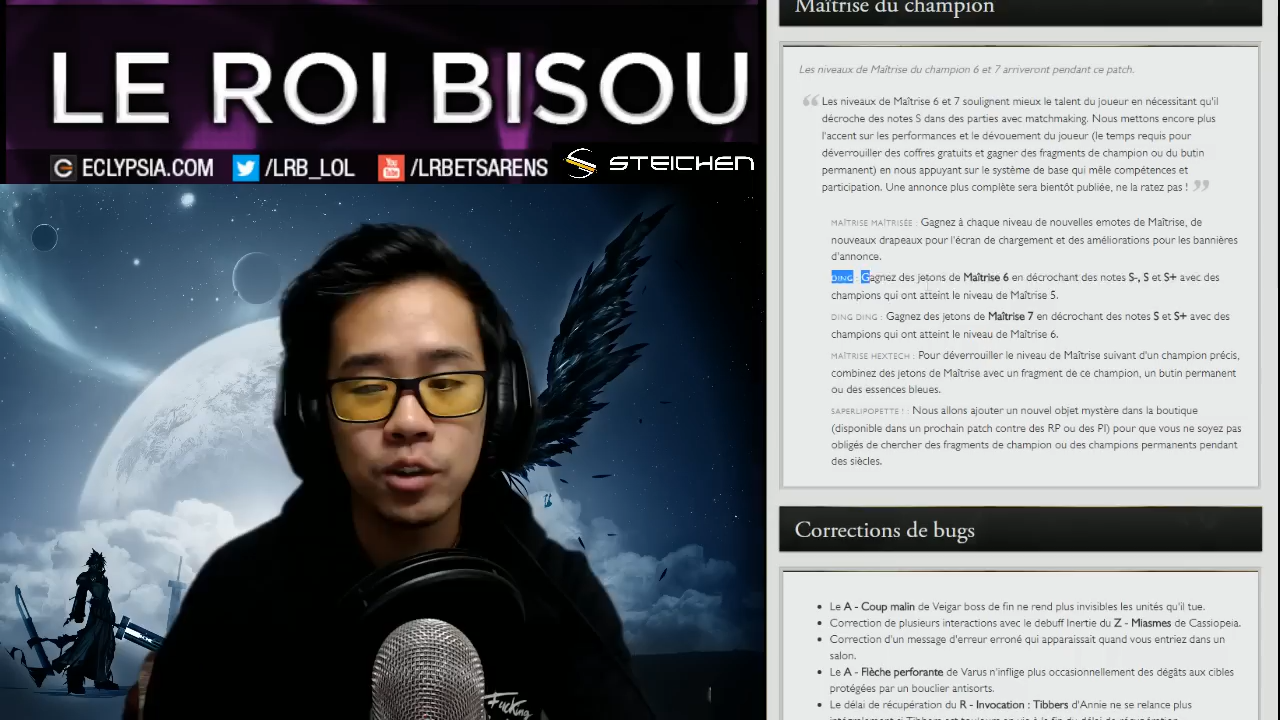 LE ROI BISOU
ECLYPSIA.COM /LRB_LOL /LRBETSARENS STEICHEN
Maîtrise du champion
Les niveaux de Maîtrise du champion 6 et 7 arriveront pendant ce patch.
Les niveaux de Maîtrise 6 et 7 soulignent mieux le talent du joueur en nécessitant qu'il
décroche des notes S dans des parties avec matchmaking. Nous mettons encore plus
l'accent sur les performances et le dévouement du joueur (le temps requis pour
déverrouiller des coffres gratuits et gagner des fragments de champion ou du butin
permanent) en nous appuyant sur le système de base qui mêle compétences et
participation. Une annonce plus complète sera bientôt publiée, ne la ratez pas !
MAÎTRISE MAÎTRISÉE : Gagnez à chaque niveau de nouvelles emotes de Maîtrise, de
nouveaux drapeaux pour l'écran de chargement et des améliorations pour les bannières
d'annonce.
DING : Gagnez des jetons de Maîtrise 6 en décrochant des notes S-, S et S+ avec des
champions qui ont atteint le niveau de Maîtrise 5.
DING DING : Gagnez des jetons de Maîtrise 7 en décrochant des notes S et S+ avec des
champions qui ont atteint le niveau de Maîtrise 6.
MAÎTRISE HEXTECH : Pour déverrouiller le niveau de Maîtrise suivant d'un champion précis,
combinez des jetons de Maîtrise avec un fragment de ce champion, un butin permanent
ou des essences bleues.
SAPERLIPOPETTE ! : Nous allons ajouter un nouvel objet mystère dans la boutique
(disponible dans un prochain patch contre des RP ou des PI) pour que vous ne soyez pas
obligés de chercher des fragments de champion ou des champions permanents pendant
des siècles.
Corrections de bugs
Le A - Coup malin de Veigar boss de fin ne rend plus invisibles les unités qu'il tue.
Correction de plusieurs interactions avec le debuff Inertie du Z - Miasmes de Cassiopeia.
Correction d'un message d'erreur erroné qui apparaissait quand vous entriez dans un
salon.
Le A - Flèche perforante de Varus n'inflige plus occasionnellement des dégâts aux cibles
protégées par un bouclier antisorts.
Le délai de récupération du R - Invocation : Tibbers d'Annie ne se relance plus
Fucking